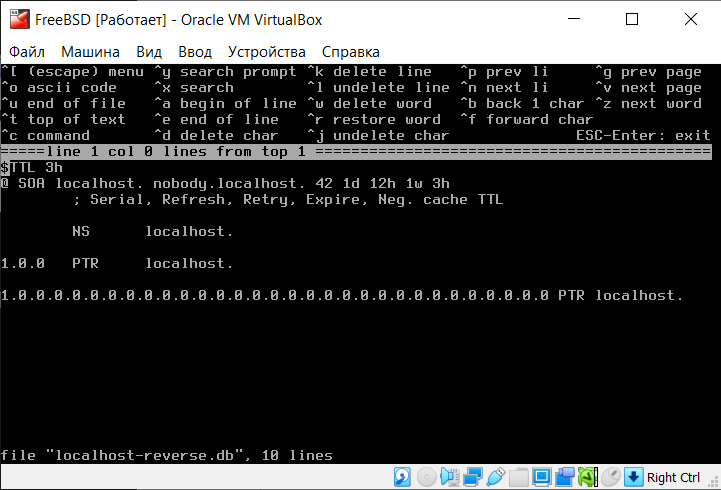 FreeBSD [Работает] - Oracle VM VirtualBox
Файл Машина Вид Ввод Устройства Справка
^[ (escape) menu ^y search prompt ^k delete line ^p prev li ^g prev page
^o ascii code ^x search ^l undelete line ^n next li ^v next page
^u end of file ^a begin of line ^w delete word ^b back 1 char ^z next word
^t top of text ^e end of line ^r restore word ^f forward char
^c command ^d delete char ^j undelete char ESC-Enter: exit
=====line 1 col 0 lines from top 1 ============================================
$TTL 3h
@ SOA localhost. nobody.localhost. 42 1d 12h 1w 3h
; Serial, Refresh, Retry, Expire, Neg. cache TTL
NS localhost.
1.0.0 PTR localhost.
1.0.0.0.0.0.0.0.0.0.0.0.0.0.0.0.0.0.0.0.0.0.0.0.0.0.0.0.0.0.0 PTR localhost.
file "localhost-reverse.db", 10 lines
Right Ctrl